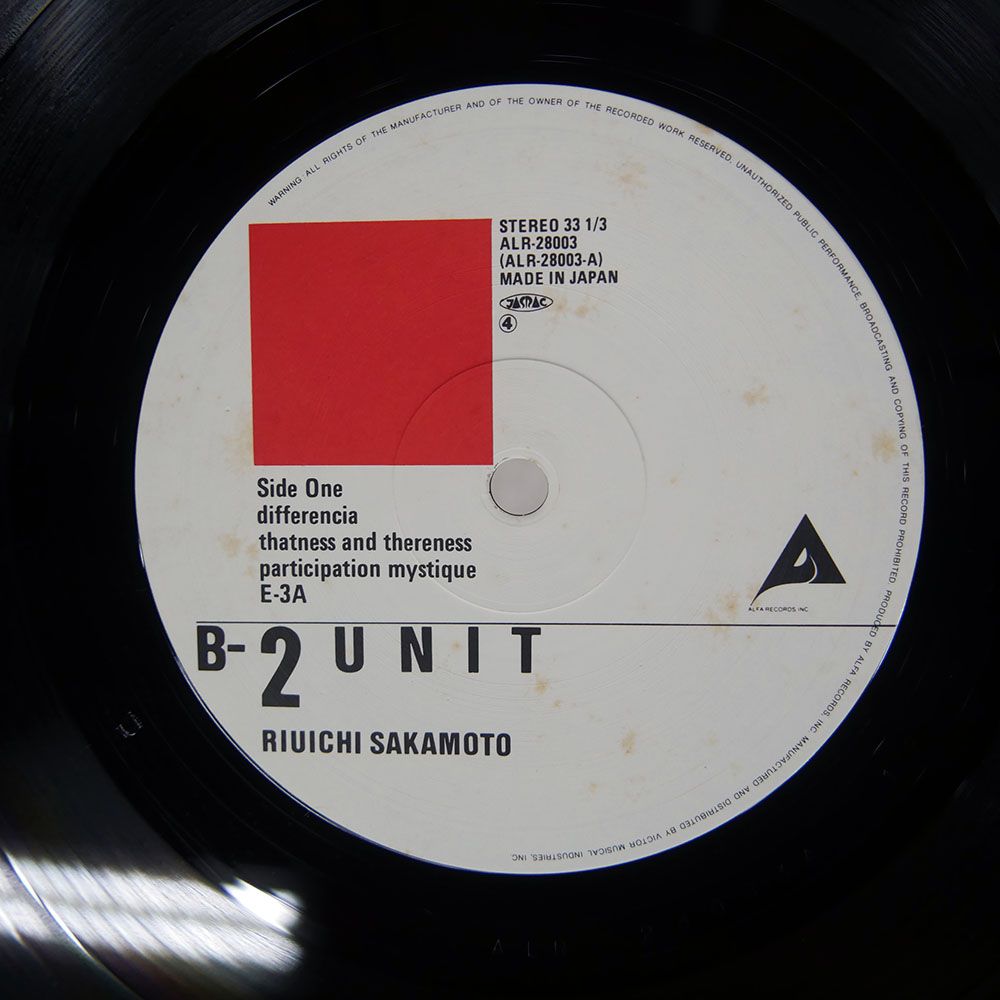 WARNING: ALL RIGHTS OF THE MANUFACTURER AND OF THE OWNER OF THE RECORDED WORK RESERVED. UNAUTHORIZED PUBLIC PERFORMANCE, BROADCASTING AND COPYING OF THIS RECORD PROHIBITED. PRODUCED BY ALFA RECORDS, INC. MANUFACTURED AND DISTRIBUTED BY VICTOR MUSICAL INDUSTRIES, INC.
STEREO 33 1/3
ALR-28003
(ALR-28003-A)
MADE IN JAPAN
JASRAC
4
Side One
differencia
thatness and thereness
participation mystique
E-3A
ALFA RECORDS, INC.
B-2 UNIT
RIUICHI SAKAMOTO